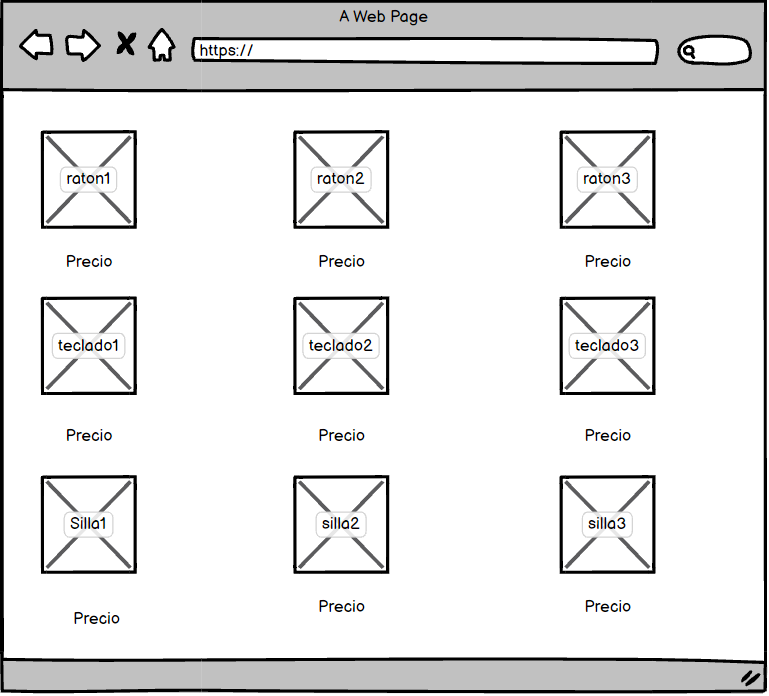 A Web Page
https://
raton1 raton2 raton3
Precio Precio Precio
teclado1 teclado2 teclado3
Precio Precio Precio
Silla1 silla2 silla3
Precio Precio Precio